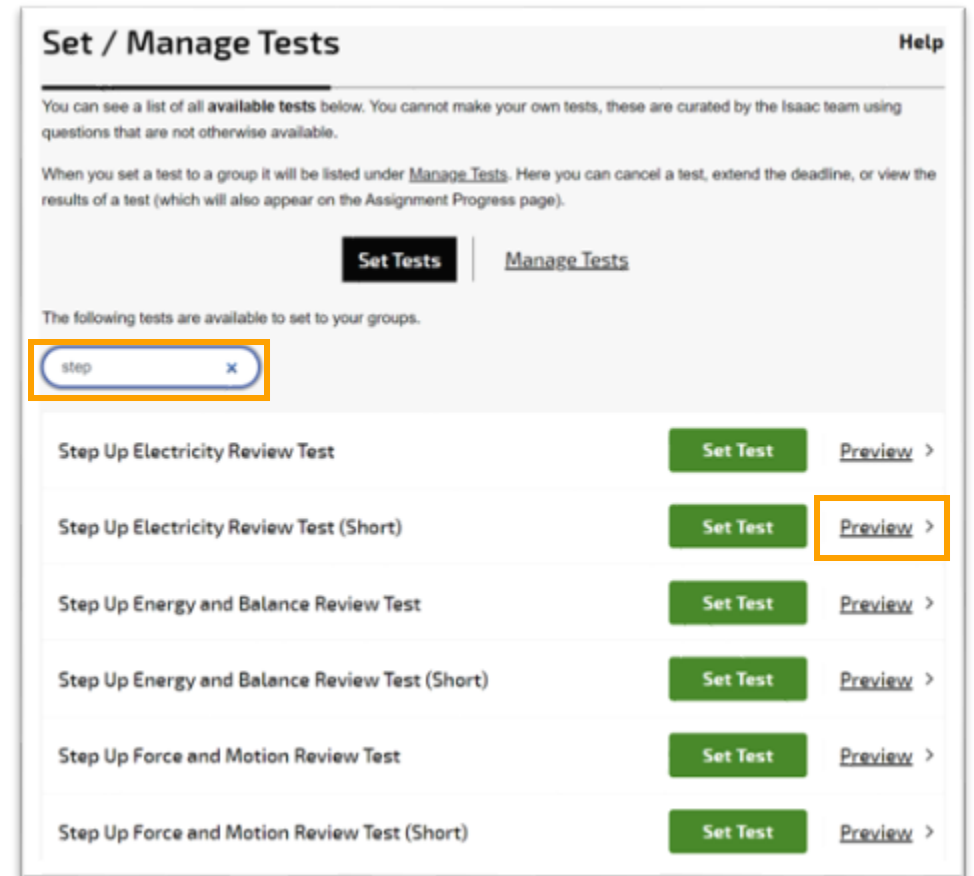 Set / Manage Tests
Help
You can see a list of all available tests below. You cannot make your own tests, these are curated by the Isaac team using
questions that are not otherwise available.
When you set a test to a group it will be listed under Manage Tests. Here you can cancel a test, extend the deadline, or view the
results of a test (which will also appear on the Assignment Progress page).
Set Tests
Manage Tests
The following tests are available to set to your groups.
step
Step Up Electricity Review Test
Set Test
Preview
Step Up Electricity Review Test (Short)
Set Test
Preview
Step Up Energy and Balance Review Test
Set Test
Preview
Step Up Energy and Balance Review Test (Short)
Set Test
Preview
Step Up Force and Motion Review Test
Set Test
Preview
Step Up Force and Motion Review Test (Short)
Set Test
Preview